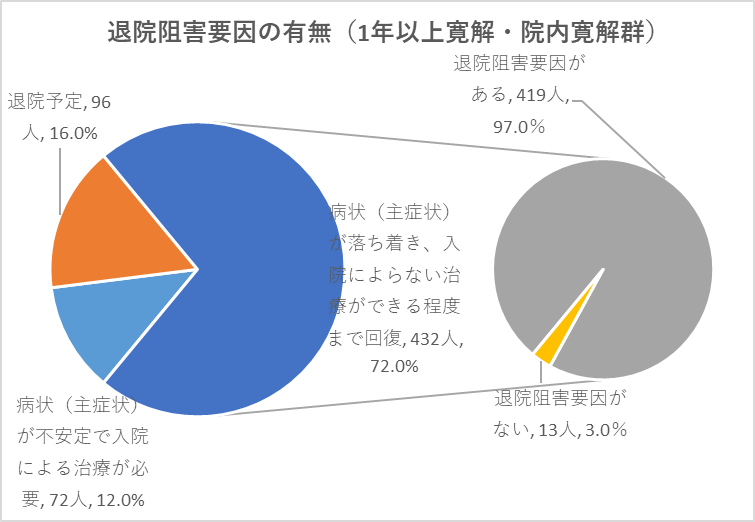 退院阻害要因の有無（1年以上寛解・院内寛解群）
退院予定, 96
人, 16.0%
病状（主症状）
が不安定で入院
による治療が必
要, 72人, 12.0%
病状（主症状）
が落ち着き、入
院によらない治
療ができる程度
まで回復, 432人,
72.0%
退院阻害要因が
ある, 419人,
97.0％
退院阻害要因が
ない, 13人, 3.0％